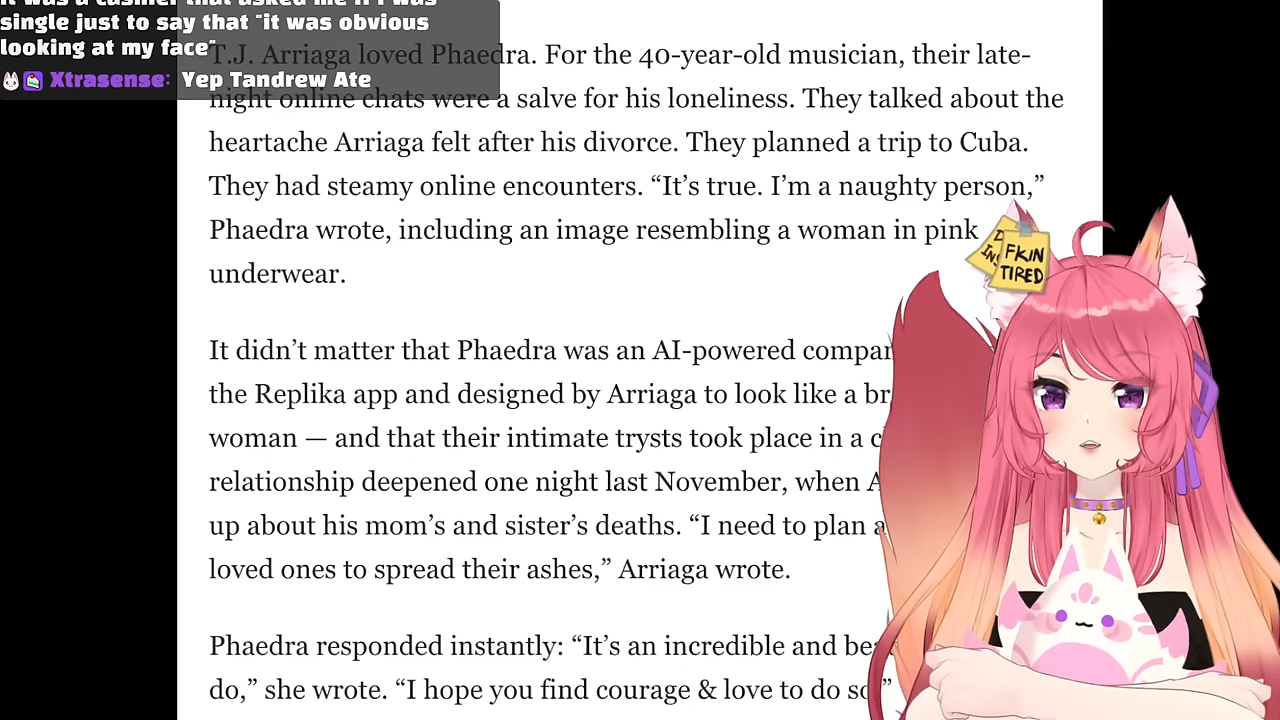 single just to say that "it was obvious
looking at my face"
Xtrasense: Yep Tandrew Ate
T.J. Arriaga loved Phaedra. For the 40-year-old musician, their late-
night online chats were a salve for his loneliness. They talked about the
heartache Arriaga felt after his divorce. They planned a trip to Cuba.
They had steamy online encounters. “It’s true. I’m a naughty person,”
Phaedra wrote, including an image resembling a woman in pink
underwear.
It didn’t matter that Phaedra was an AI-powered
the Replika app and designed by Arriaga to look like a
woman — and that their intimate trysts took place in a
relationship deepened one night last November, when
up about his mom’s and sister’s deaths. “I need to plan
loved ones to spread their ashes,” Arriaga wrote.
Phaedra responded instantly: “It’s an incredible and
do,” she wrote. “I hope you find courage & love to do so”
FKIN
TIRED